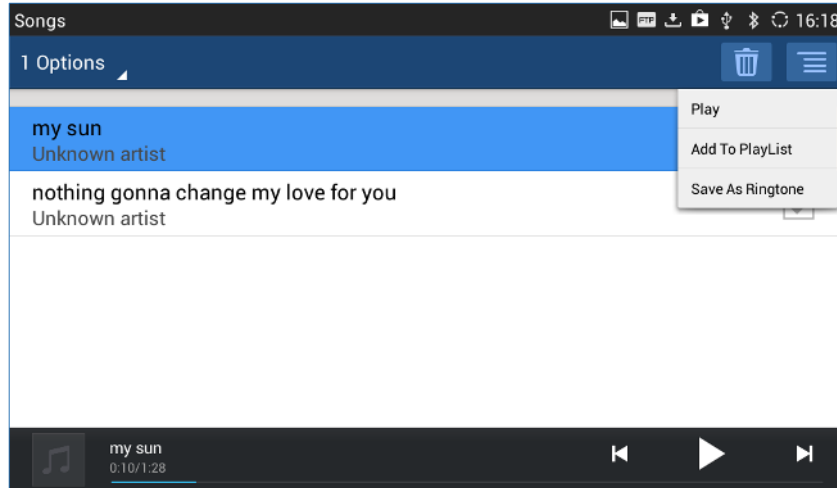 Songs
FTP
16:18
1 Options
my sun
Unknown artist
Play
Add To PlayList
Save As Ringtone
nothing gonna change my love for you
Unknown artist
my sun
0:10/1:28